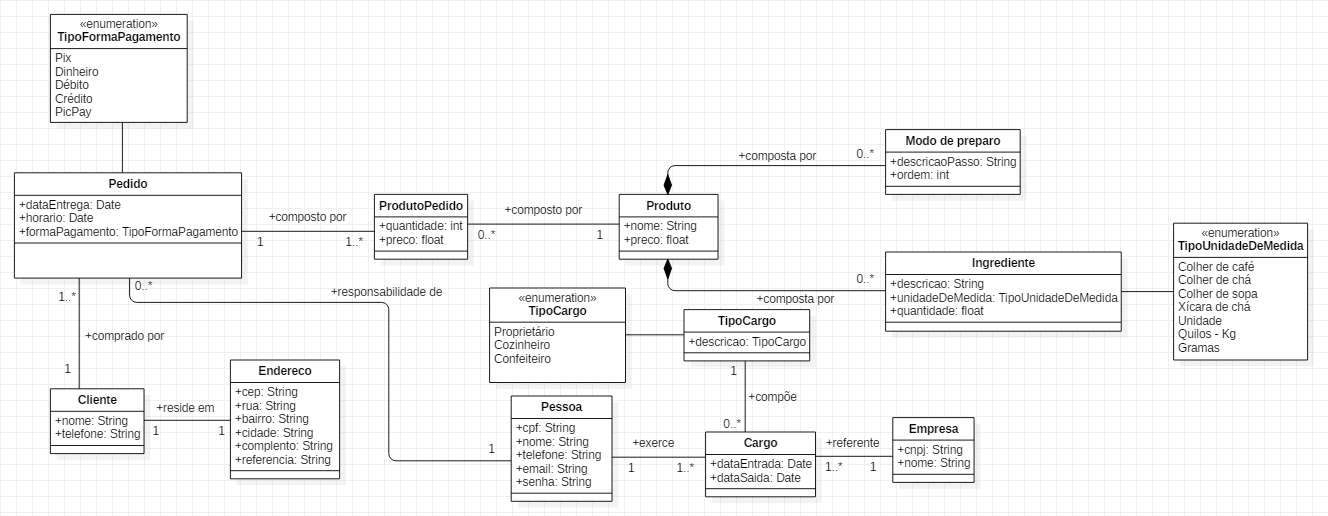 «enumeration»
TipoFormaPagamento
Pix
Dinheiro
Débito
Crédito
PicPay
Pedido
+dataEntrega: Date
+horario: Date
+formaPagamento: TipoFormaPagamento
+composto por
1
1..*
ProdutoPedido
+quantidade: int
+preco: float
+composto por
0..*
1
Produto
+nome: String
+preco: float
+composta por
0..*
Modo de preparo
+descricaoPasso: String
+ordem: int
+composta por
0..*
Ingrediente
+descricao: String
+unidadeDeMedida: TipoUnidadeDeMedida
+quantidade: float
«enumeration»
TipoUnidadeDeMedida
Colher de café
Colher de chá
Colher de sopa
Xícara de chá
Unidade
Quilos - Kg
Gramas
1..*
+comprado por
1
0..*
+responsabilidade de
1
«enumeration»
TipoCargo
Proprietário
Cozinheiro
Confeiteiro
TipoCargo
+descricao: TipoCargo
1
+compõe
0..*
Cliente
+nome: String
+telefone: String
+reside em
1
1
Endereco
+cep: String
+rua: String
+bairro: String
+cidade: String
+complento: String
+referencia: String
Pessoa
+cpf: String
+nome: String
+telefone: String
+email: String
+senha: String
+exerce
1
1..*
Cargo
+dataEntrada: Date
+dataSaida: Date
+referente
1..*
1
Empresa
+cnpj: String
+nome: String